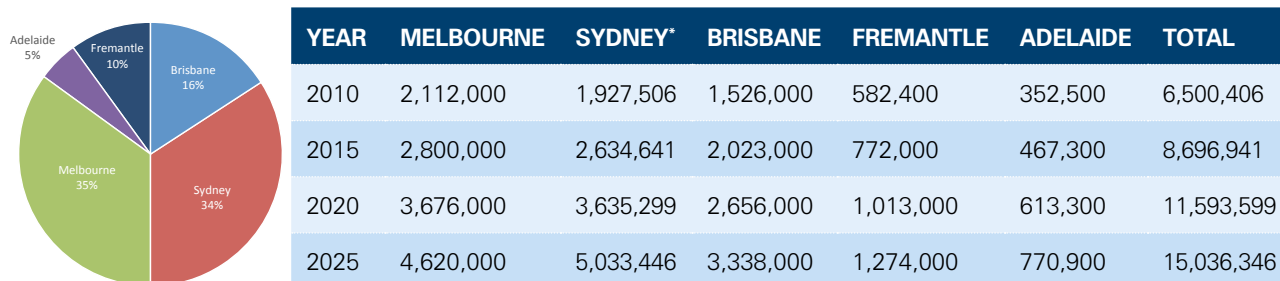 Adelaide
5%
Fremantle
10%
Brisbane
16%
Melbourne
35%
Sydney
34%
YEAR MELBOURNE SYDNEY* BRISBANE FREMANTLE ADELAIDE TOTAL
2010 2,112,000 1,927,506 1,526,000 582,400 352,500 6,500,406
2015 2,800,000 2,634,641 2,023,000 772,000 467,300 8,696,941
2020 3,676,000 3,635,299 2,656,000 1,013,000 613,300 11,593,599
2025 4,620,000 5,033,446 3,338,000 1,274,000 770,900 15,036,346